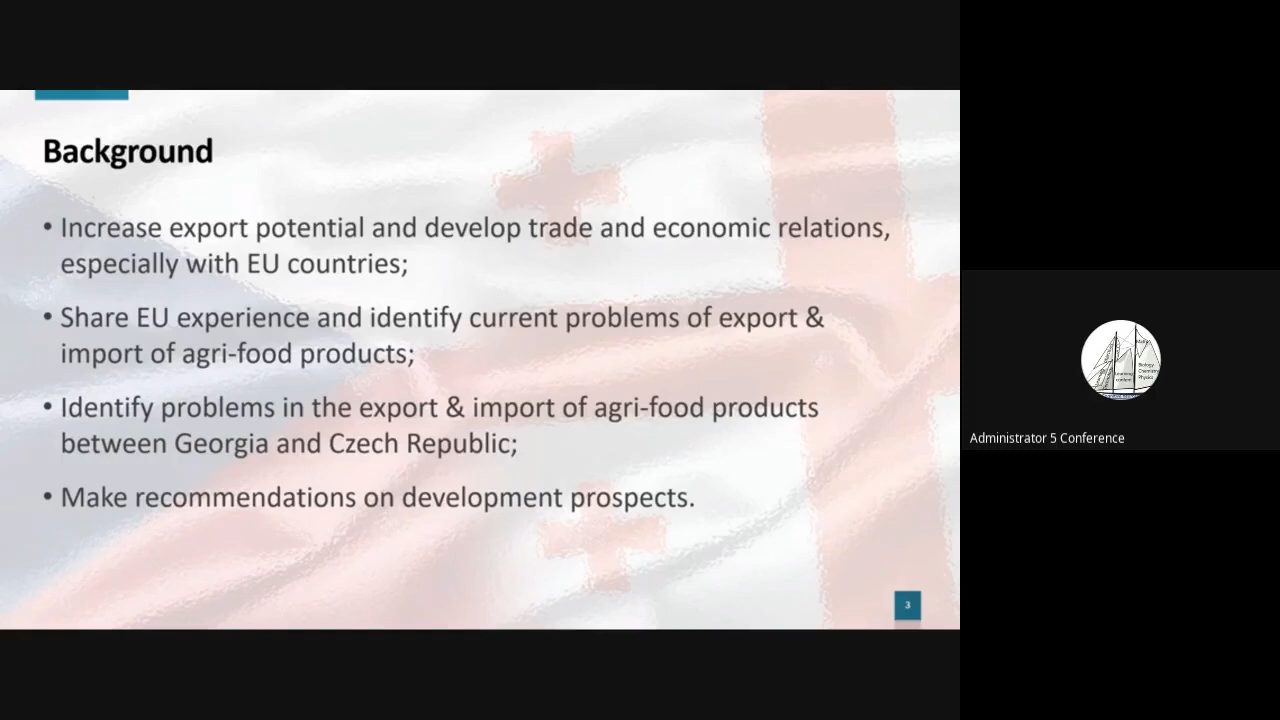 Background
• Increase export potential and develop trade and economic relations,
especially with EU countries;
• Share EU experience and identify current problems of export &
import of agri-food products;
• Identify problems in the export & import of agri-food products
between Georgia and Czech Republic;
• Make recommendations on development prospects.
3
Administrator 5 Conference